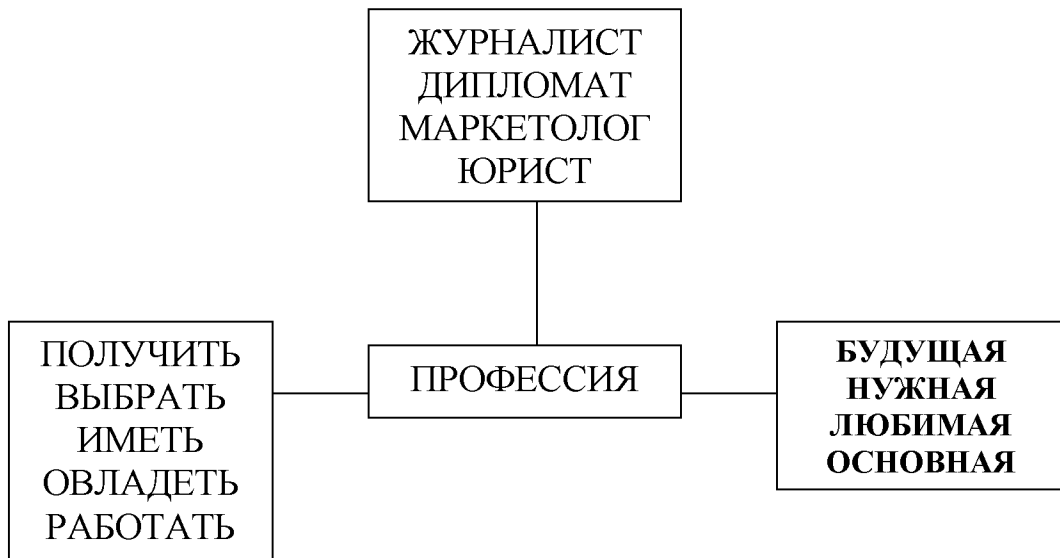 ЖУРНАЛИСТ
ДИПЛОМАТ
МАРКЕТОЛОГ
ЮРИСТ
ПОЛУЧИТЬ
ВЫБРАТЬ
ИМЕТЬ
ОВЛАДЕТЬ
РАБОТАТЬ
ПРОФЕССИЯ
БУДУЩАЯ
НУЖНАЯ
ЛЮБИМАЯ
ОСНОВНАЯ